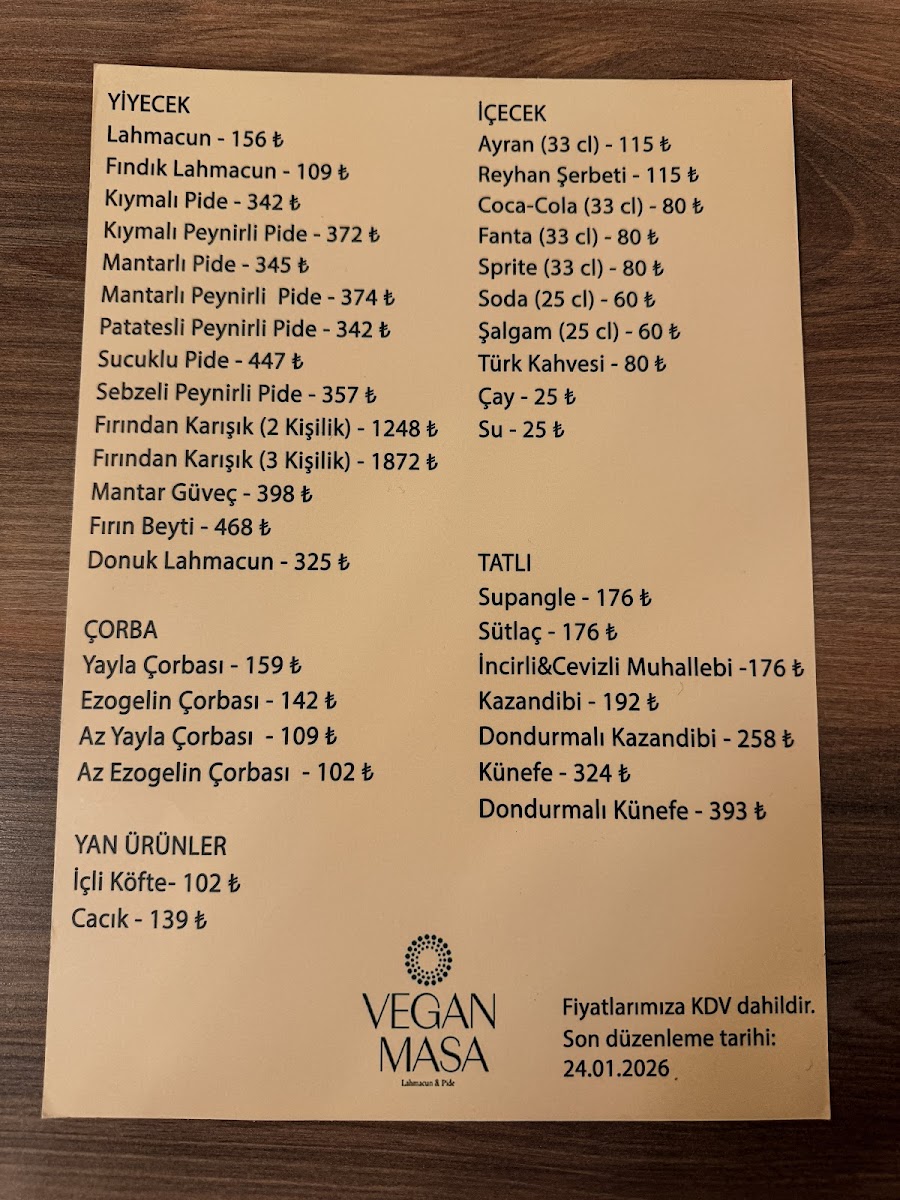 YİYECEK
Lahmacun - 156 ₺
Fındık Lahmacun - 109 ₺
Kıymalı Pide - 342 ₺
Kıymalı Peynirli Pide - 372 ₺
Mantarlı Pide - 345 ₺
Mantarlı Peynirli  Pide - 374 ₺
Patatesli Peynirli Pide - 342 ₺
Sucuklu Pide - 447 ₺
Sebzeli Peynirli Pide - 357 ₺
Fırından Karışık (2 Kişilik) - 1248 ₺
Fırından Karışık (3 Kişilik) - 1872 ₺
Mantar Güveç - 398 ₺
Fırın Beyti - 468 ₺
Donuk Lahmacun - 325 ₺
ÇORBA
Yayla Çorbası - 159 ₺
Ezogelin Çorbası - 142 ₺
Az Yayla Çorbası  - 109 ₺
Az Ezogelin Çorbası  - 102 ₺
YAN ÜRÜNLER
İçli Köfte- 102 ₺
Cacık - 139 ₺
İÇECEK
Ayran (33 cl) - 115 ₺
Reyhan Şerbeti - 115 ₺
Coca-Cola (33 cl) - 80 ₺
Fanta (33 cl) - 80 ₺
Sprite (33 cl) - 80 ₺
Soda (25 cl) - 60 ₺
Şalgam (25 cl) - 60 ₺
Türk Kahvesi - 80 ₺
Çay - 25 ₺
Su - 25 ₺
TATLI
Supangle - 176 ₺
Sütlaç - 176 ₺
İncirli&Cevizli Muhallebi -176 ₺
Kazandibi - 192 ₺
Dondurmalı Kazandibi - 258 ₺
Künefe - 324 ₺
Dondurmalı Künefe - 393 ₺
VEGAN
MASA
Lahmacun & Pide
Fiyatlarımıza KDV dahildir.
Son düzenleme tarihi:
24.01.2026